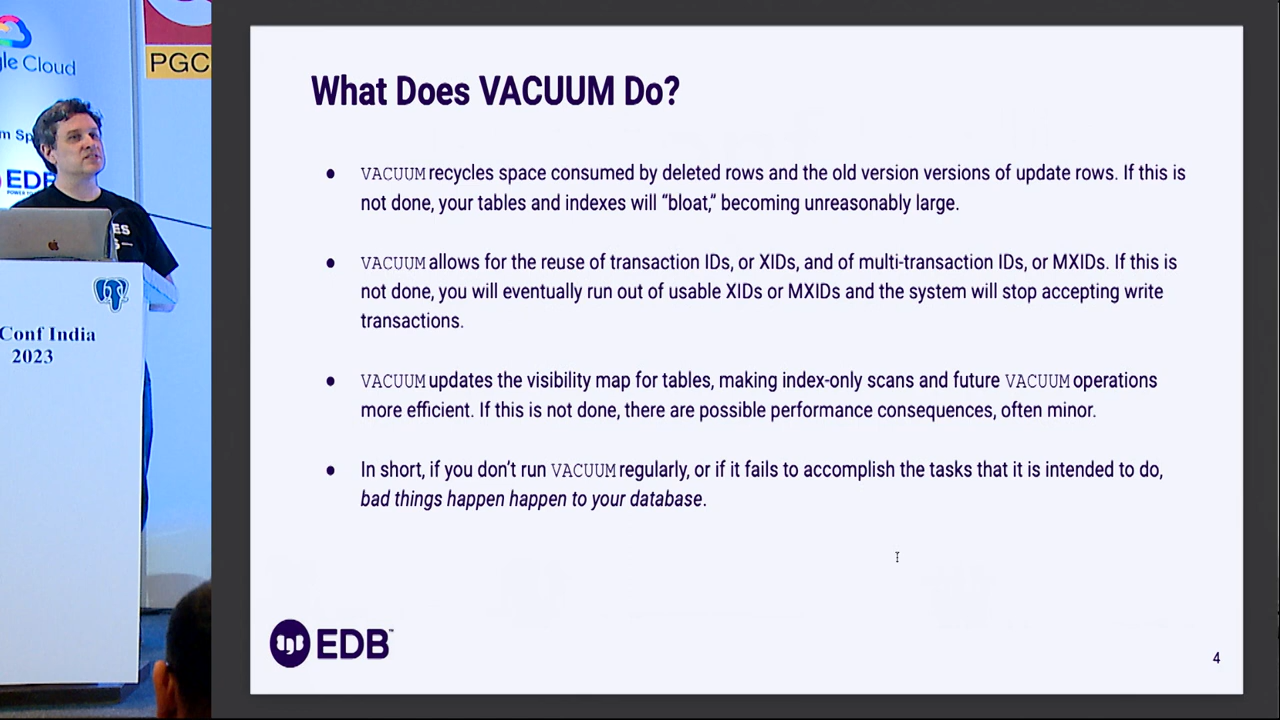 le Cloud
PGC
m Sp
EDB
ES
Conf India
2023
What Does VACUUM Do?
● VACUUM recycles space consumed by deleted rows and the old version versions of update rows. If this is
not done, your tables and indexes will “bloat,” becoming unreasonably large.
● VACUUM allows for the reuse of transaction IDs, or XIDs, and of multi-transaction IDs, or MXIDs. If this is
not done, you will eventually run out of usable XIDs or MXIDs and the system will stop accepting write
transactions.
● VACUUM updates the visibility map for tables, making index-only scans and future VACUUM operations
more efficient. If this is not done, there are possible performance consequences, often minor.
● In short, if you don’t run VACUUM regularly, or if it fails to accomplish the tasks that it is intended to do,
bad things happen happen to your database.
EDB™
4